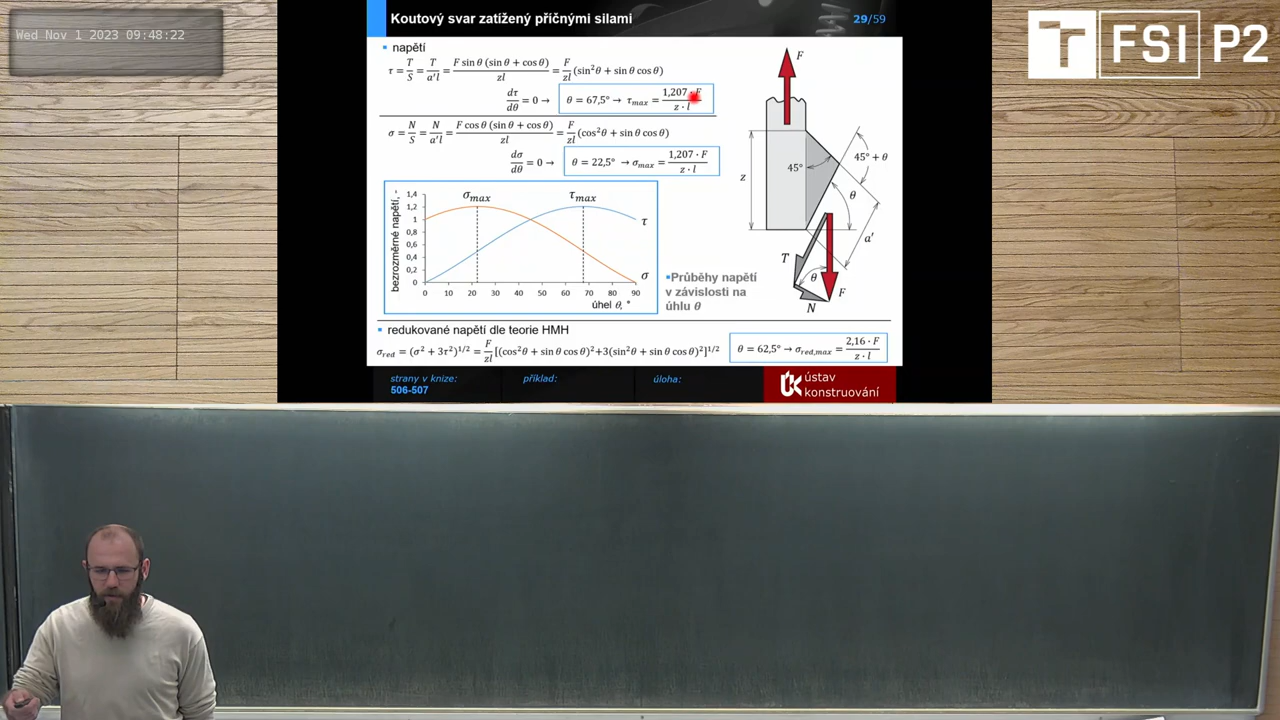 Wed Nov 1 2023 09:48:22
Koutový svar zatížený příčnými silami
29/59
FSI P2
napětí
τ = T/S = T/a'l = F sin θ (sin θ + cos θ)/zl = F/zl (sin²θ + sin θ cos θ)
dτ/dθ = 0 → θ = 67,5° → τmax = 1,207 · F/z · l
σ = N/S = N/a'l = F cos θ (sin θ + cos θ)/zl = F/zl (cos²θ + sin θ cos θ)
dσ/dθ = 0 → θ = 22,5° → σmax = 1,207 · F/z · l
bezrozměrné napětí, -
1,4
1,2
1
0,8
0,6
0,4
0,2
0
σmax
τmax
τ
σ
0 10 20 30 40 50 60 70 80 90
úhel θ, °
Průběhy napětí
v závislosti na
úhlu θ
F
45°
45° + θ
z
θ
a'
T
θ
F
N
redukované napětí dle teorie HMH
σred = (σ² + 3τ²)^1/2 = F/zl [(cos²θ + sin θ cos θ)²+3(sin²θ + sin θ cos θ)²]^1/2
θ = 62,5° → σred,max = 2,16 · F/z · l
strany v knize:
506-507
příklad:
úloha:
ústav
konstruování